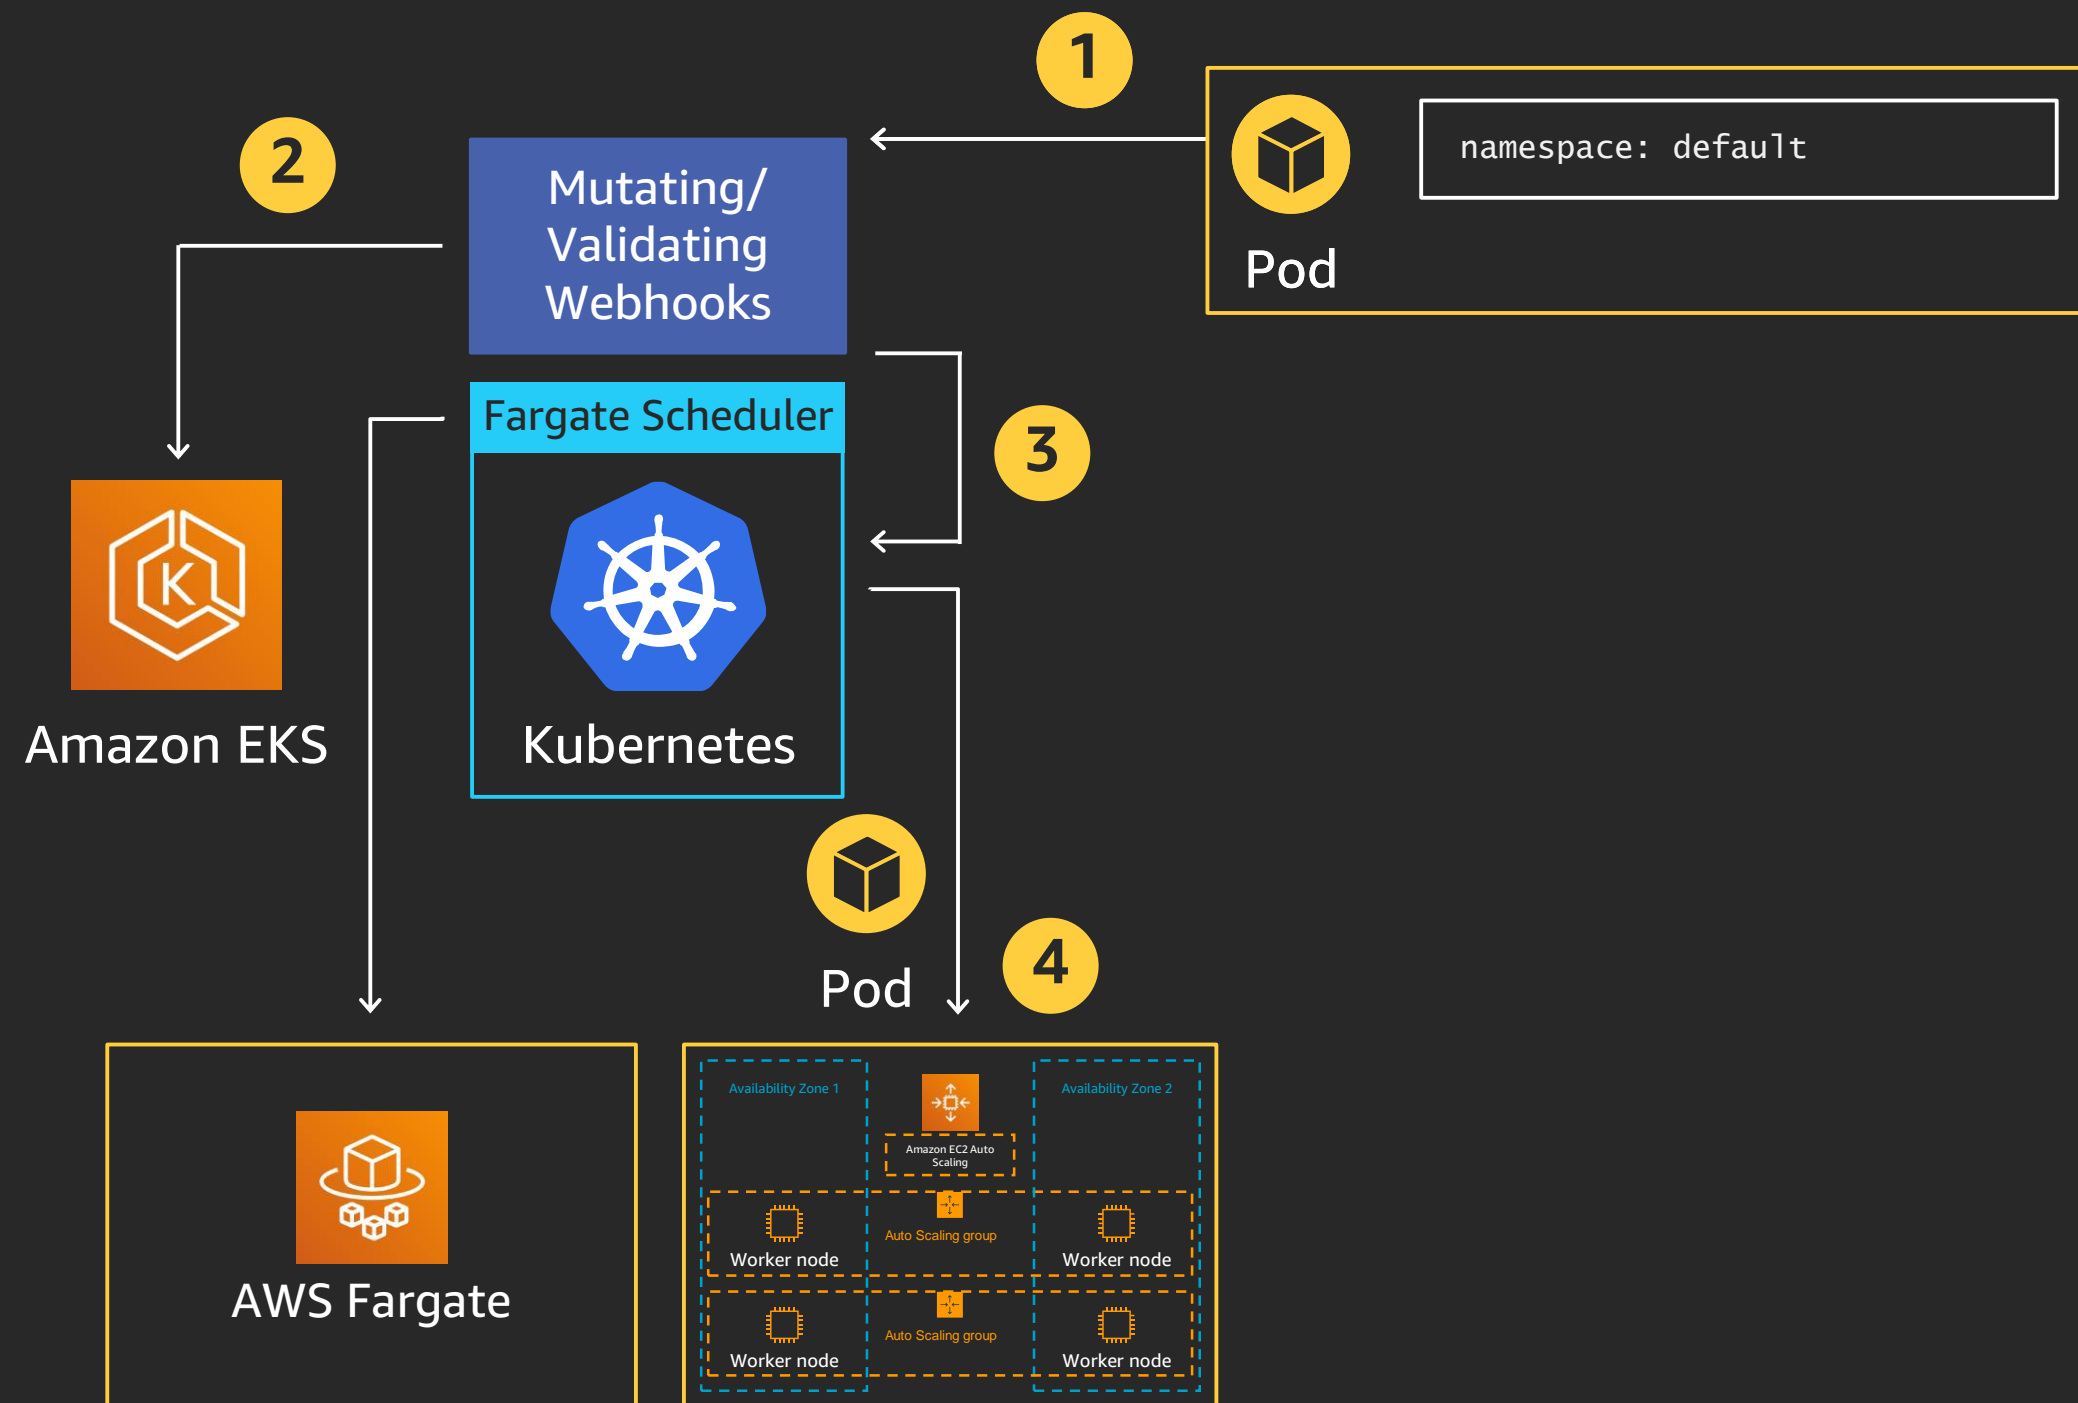 1
namespace: default
Pod
2
Mutating/
Validating
Webhooks
Fargate Scheduler
3
K
Amazon EKS
Kubernetes
Pod
4
AWS Fargate
Availability Zone 1
Availability Zone 2
Amazon EC2 Auto
Scaling
Auto Scaling group
Worker node
Worker node
Auto Scaling group
Worker node
Worker node